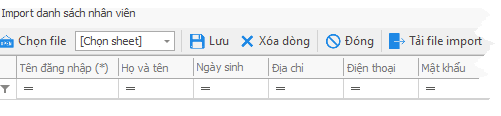 Import danh sách nhân viên
Chọn file [Chọn sheet] Lưu Xóa dòng Đóng Tải file import
Tên đăng nhập (*) Họ và tên Ngày sinh Địa chỉ Điện thoại Mật khẩu
= = = = = =